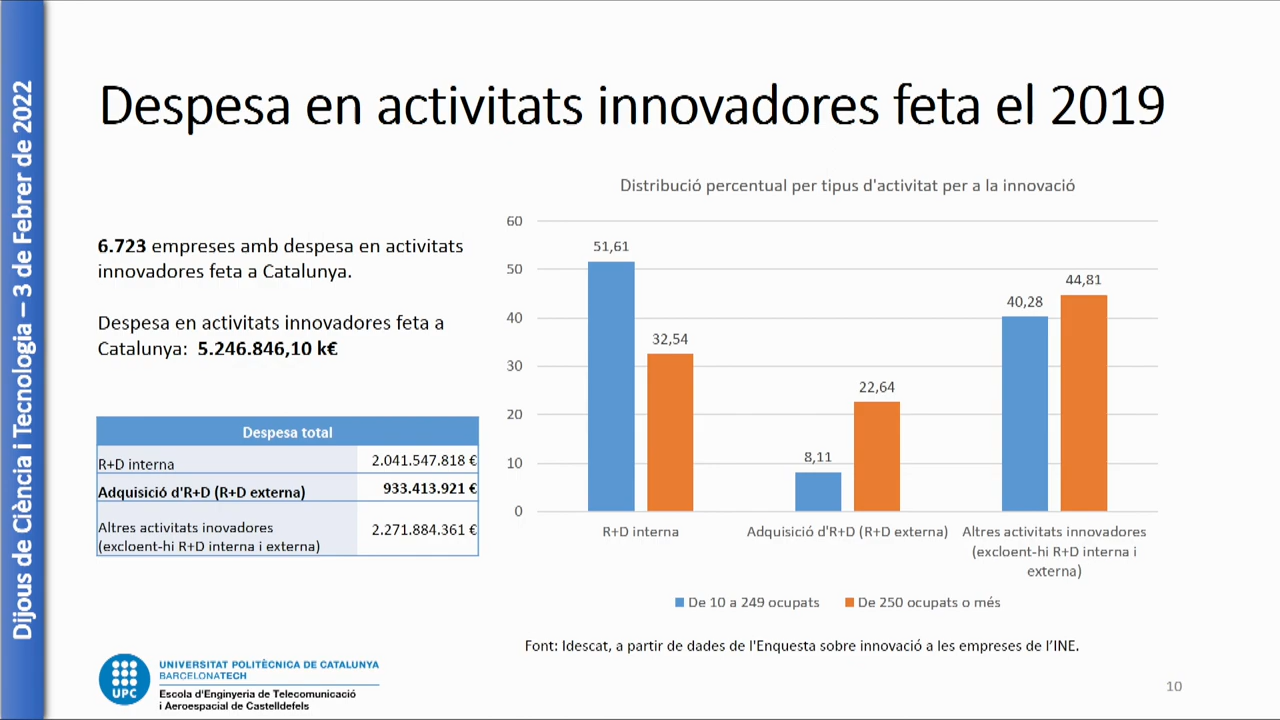 Dijous de Ciència i Tecnologia – 3 de Febrer de 2022
Despesa en activitats innovadores feta el 2019
6.723 empreses amb despesa en activitats
innovadores feta a Catalunya.
Despesa en activitats innovadores feta a
Catalunya: 5.246.846,10 k€
Despesa total
R+D interna 2.041.547.818 €
Adquisició d'R+D (R+D externa) 933.413.921 €
Altres activitats inovadores
(excloent-hi R+D interna i externa) 2.271.884.361 €
Distribució percentual per tipus d'activitat per a la innovació
60
50
40
30
20
10
0
51,61
32,54
8,11
22,64
40,28
44,81
R+D interna
Adquisició d'R+D (R+D externa)
Altres activitats innovadores
(excloent-hi R+D interna i
externa)
De 10 a 249 ocupats
De 250 ocupats o més
Font: Idescat, a partir de dades de l'Enquesta sobre innovació a les empreses de l’INE.
UPC
UNIVERSITAT POLITÈCNICA DE CATALUNYA
BARCELONATECH
Escola d'Enginyeria de Telecomunicació
i Aeroespacial de Castelldefels
10